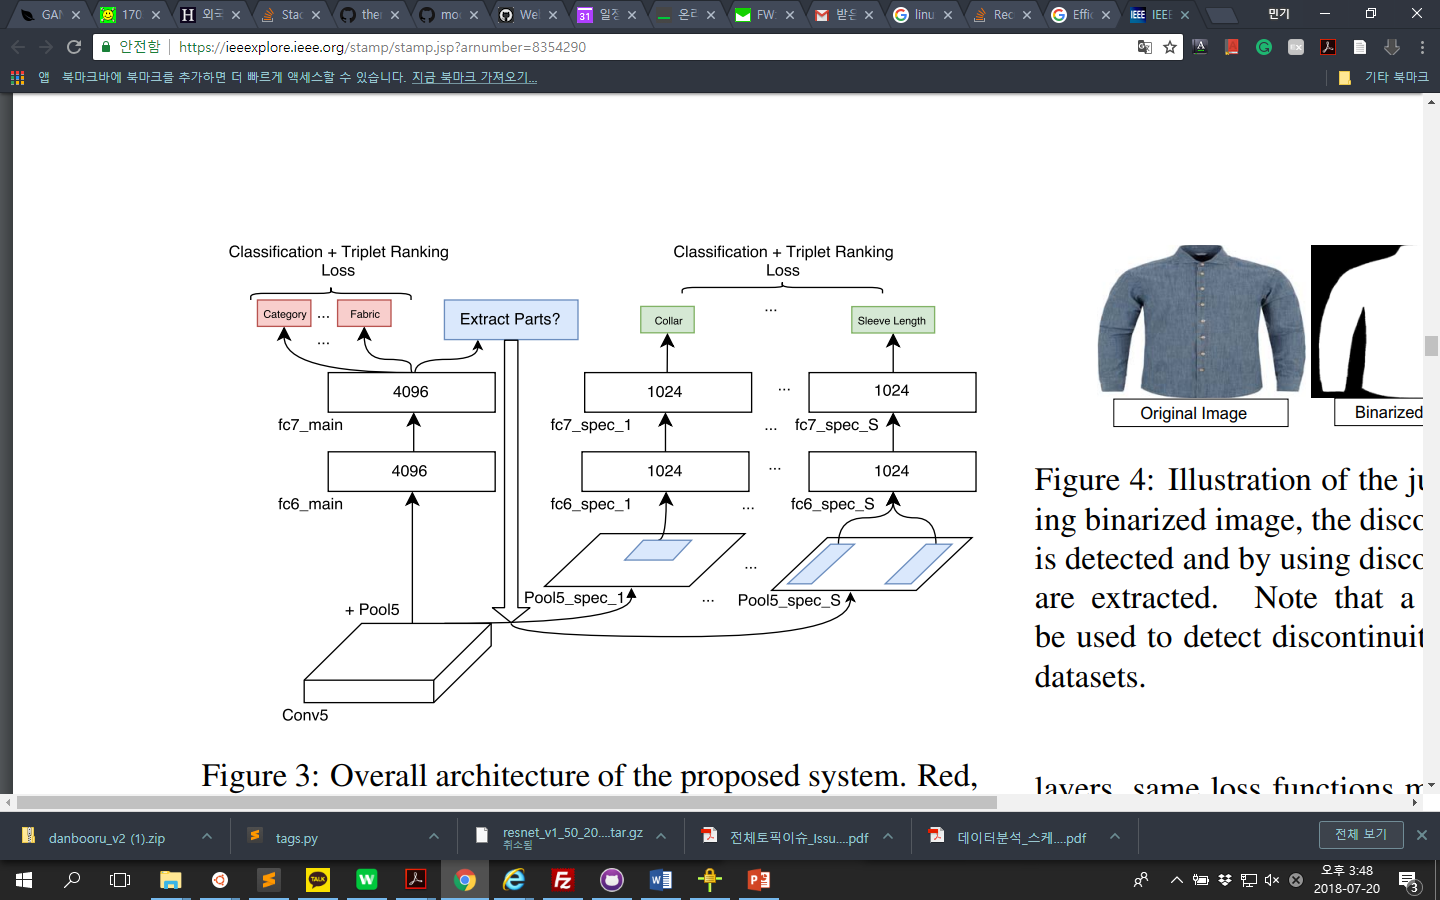 GAN
170
외국
Stac
the
mo
Wel
31 일정
온리
FW:
받은
linu
Rec
Effic
IEEE IEEE
민기
안전함 https://ieeexplore.ieee.org/stamp/stamp.jsp?arnumber=8354290
앱 북마크바에 북마크를 추가하면 더 빠르게 액세스할 수 있습니다. 지금 북마크 가져오기... 기타 북마크
Classification + Triplet Ranking
Loss
Category ... Fabric
...
Extract Parts?
4096
fc7_main
4096
fc6_main
+ Pool5
Conv5
Classification + Triplet Ranking
Loss
Collar ... Sleeve Length
1024 ... 1024
fc7_spec_1 ... fc7_spec_S
1024 ... 1024
fc6_spec_1 ... fc6_spec_S
...
Pool5_spec_1 ... Pool5_spec_S
Figure 3: Overall architecture of the proposed system. Red,
Original Image Binarized
Figure 4: Illustration of the ju
ing binarized image, the disco
is detected and by using disco
are extracted. Note that a
be used to detect discontinuit
datasets.
layers, same loss functions m
danbooru_v2 (1).zip
tags.py
resnet_v1_50_20....tar.gz
취소됨
전체토픽이슈_Issu....pdf
데이터분석_스케....pdf
전체 보기
TALK
오후 3:48
2018-07-20
3